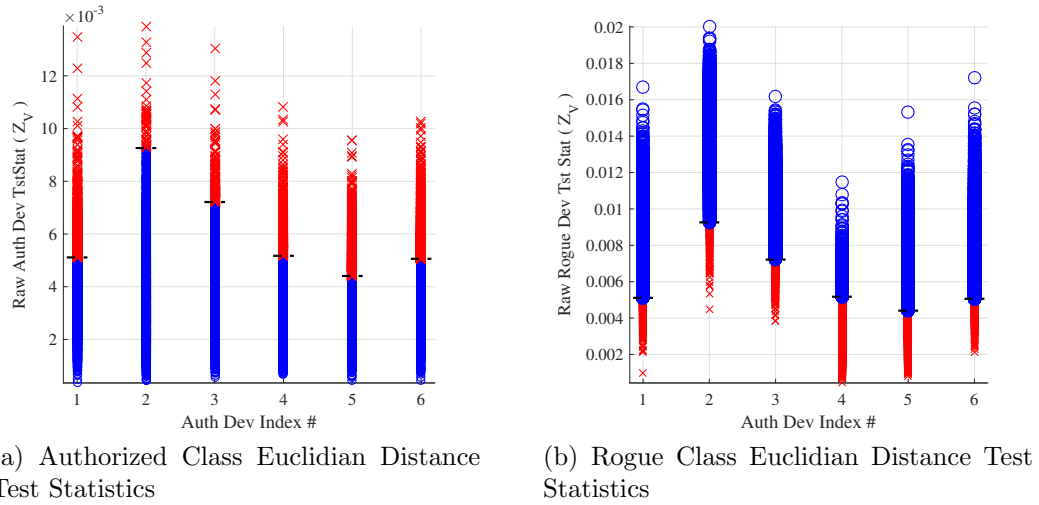 ×10⁻³
12
10
8
6
4
2
Raw Auth Dev TstStat ( Z_V )
1 2 3 4 5 6
Auth Dev Index #
0.02
0.018
0.016
0.014
0.012
0.01
0.008
0.006
0.004
0.002
Raw Rogue Dev Tst Stat ( Z_V )
1 2 3 4 5 6
Auth Dev Index #
a) Authorized Class Euclidian Distance
Test Statistics
(b) Rogue Class Euclidian Distance Test
Statistics